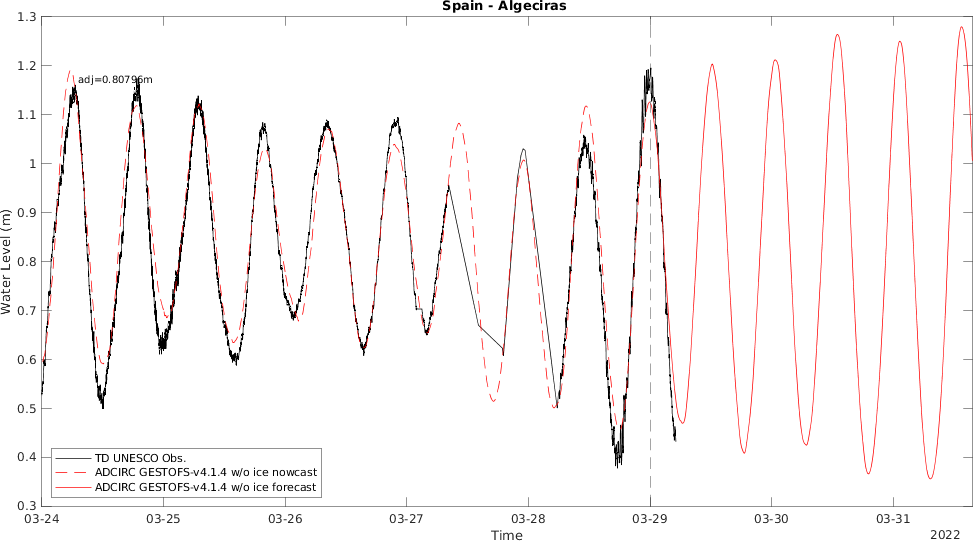 Spain - Algeciras
1.3
1.2
1.1
1
0.9
0.8
0.7
0.6
0.5
0.4
0.3
Water Level (m)
adj=0.80796m
TD UNESCO Obs.
ADCIRC GESTOFS-v4.1.4 w/o ice nowcast
ADCIRC GESTOFS-v4.1.4 w/o ice forecast
03-24 03-25 03-26 03-27 03-28 03-29 03-30 03-31
Time
2022